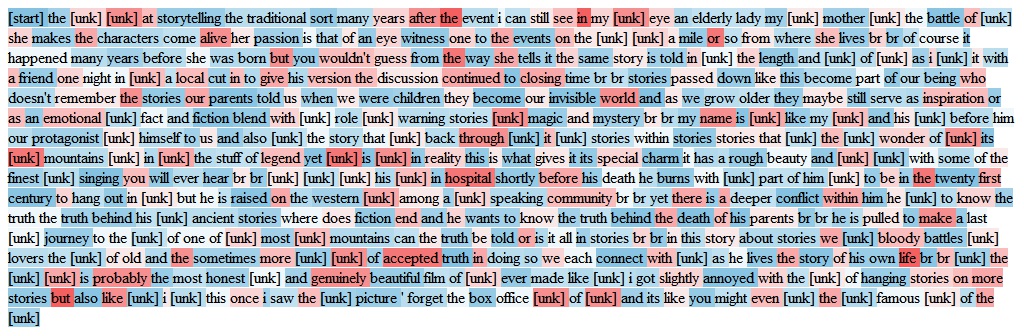 [start] the [unk] [unk] at storytelling the traditional sort many years after the event i can still see in my [unk] eye an elderly lady my [unk] mother [unk] the battle of [unk]
she makes the characters come alive her passion is that of an eye witness one to the events on the [unk] [unk] a mile or so from where she lives br br of course it
happened many years before she was born but you wouldn't guess from the way she tells it the same story is told in [unk] the length and [unk] of [unk] as i [unk] it with
a friend one night in [unk] a local cut in to give his version the discussion continued to closing time br br stories passed down like this become part of our being who
doesn't remember the stories our parents told us when we were children they become our invisible world and as we grow older they maybe still serve as inspiration or
as an emotional [unk] fact and fiction blend with [unk] role [unk] warning stories [unk] magic and mystery br br my name is [unk] like my [unk] and his [unk] before him
our protagonist [unk] himself to us and also [unk] the story that [unk] back through [unk] it [unk] stories within stories stories that [unk] the [unk] wonder of [unk] its
[unk] mountains [unk] in [unk] the stuff of legend yet [unk] is [unk] in reality this is what gives it its special charm it has a rough beauty and [unk] [unk] with some of the
finest [unk] singing you will ever hear br br [unk] [unk] [unk] his [unk] in hospital shortly before his death he burns with [unk] part of him [unk] to be in the twenty first
century to hang out in [unk] but he is raised on the western [unk] among a [unk] speaking community br br yet there is a deeper conflict within him he [unk] to know the
truth the truth behind his [unk] ancient stories where does fiction end and he wants to know the truth behind the death of his parents br br he is pulled to make a last
[unk] journey to the [unk] of one of [unk] most [unk] mountains can the truth be told or is it all in stories br br in this story about stories we [unk] bloody battles [unk]
lovers the [unk] of old and the sometimes more [unk] [unk] of accepted truth in doing so we each connect with [unk] as he lives the story of his own life br br [unk] the
[unk] [unk] is probably the most honest [unk] and genuinely beautiful film of [unk] ever made like [unk] i got slightly annoyed with the [unk] of hanging stories on more
stories but also like [unk] i [unk] this once i saw the [unk] picture ' forget the box office [unk] of [unk] and its like you might even [unk] the [unk] famous [unk] of the
[unk]